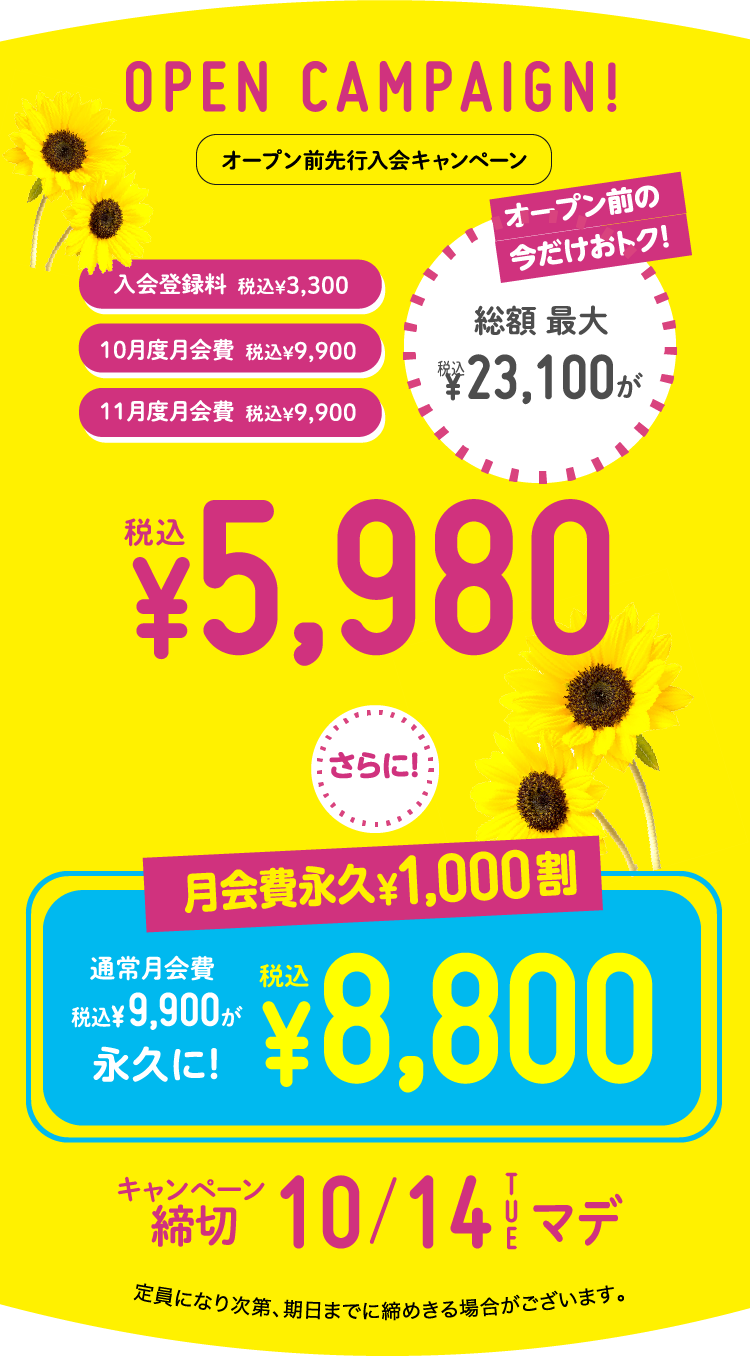 OPEN CAMPAIGN!
オープン前先行入会キャンペーン
オープン前の
今だけおトク!
入会登録料 税込¥3,300
10月度月会費 税込¥9,900
11月度月会費 税込¥9,900
総額 最大
税込¥23,100が
税込¥5,980
さらに!
月会費永久¥1,000割
通常月会費
税込¥9,900が
永久に!
税込¥8,800
キャンペーン
締切 10/14 TUE マデ
定員になり次第、期日までに締めきる場合がございます。